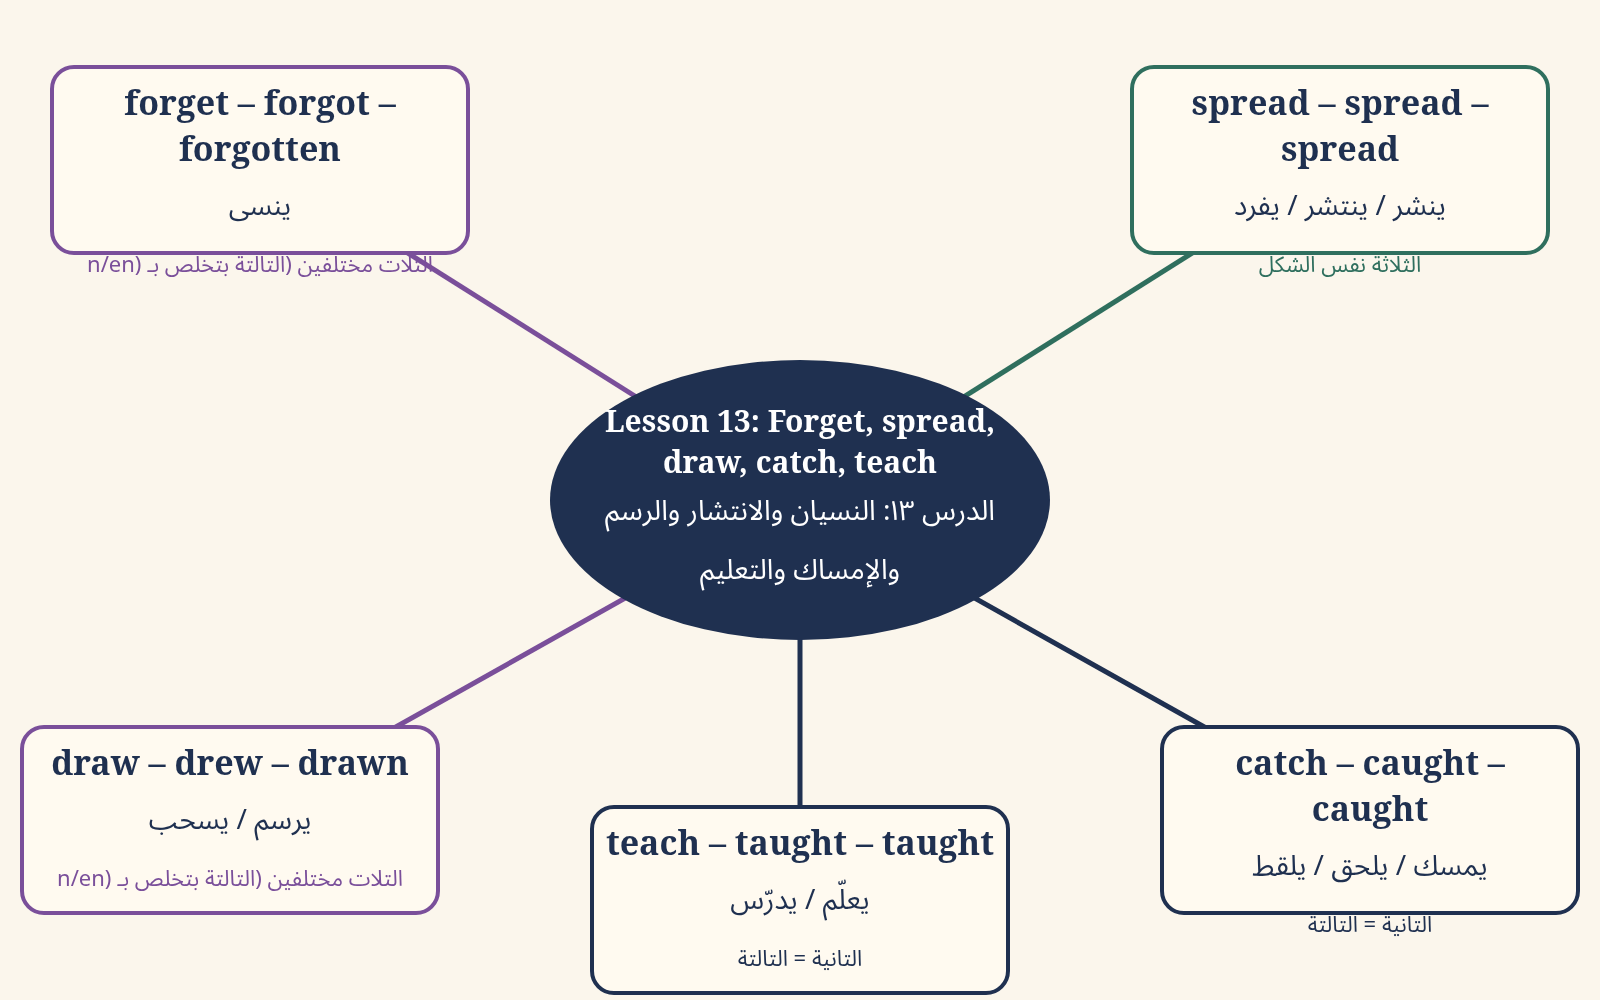 forget – forgot –
forgotten
ينسى
التلات مختلفين (التالتة بتخلص بـ n/en)
spread – spread –
spread
ينشر / ينتشر / يفرد
الثلاثة نفس الشكل
Lesson 13: Forget, spread,
draw, catch, teach
الدرس ١٣: النسيان والانتشار والرسم
والإمساك والتعليم
draw – drew – drawn
يرسم / يسحب
التلات مختلفين (التالتة بتخلص بـ n/en)
teach – taught – taught
يعلّم / يدرّس
التانية = التالتة
catch – caught –
caught
يمسك / يلحق / يلقط
التانية = التالتة